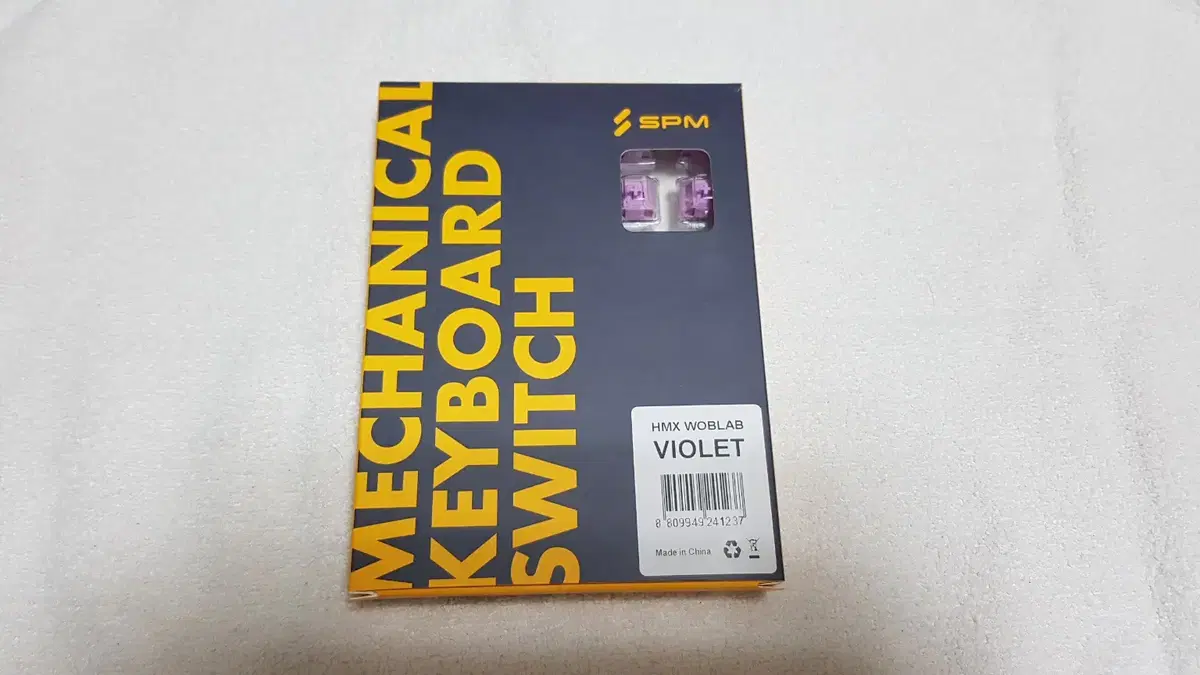 MECHANICAL
KEYBOARD
SWITCH
SPM
HMX WOBLAB
VIOLET
8 809949 241237
Made in China